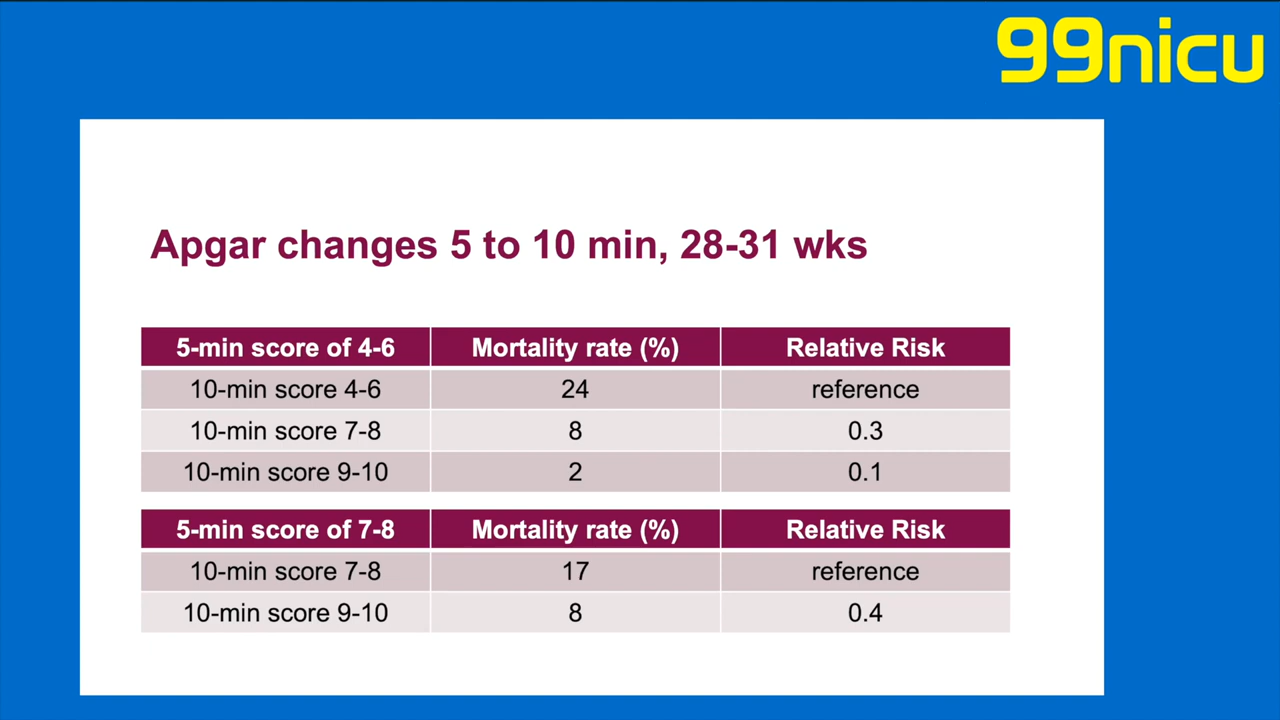 99nicu
Apgar changes 5 to 10 min, 28-31 wks
5-min score of 4-6 Mortality rate (%) Relative Risk
10-min score 4-6 24 reference
10-min score 7-8 8 0.3
10-min score 9-10 2 0.1
5-min score of 7-8 Mortality rate (%) Relative Risk
10-min score 7-8 17 reference
10-min score 9-10 8 0.4